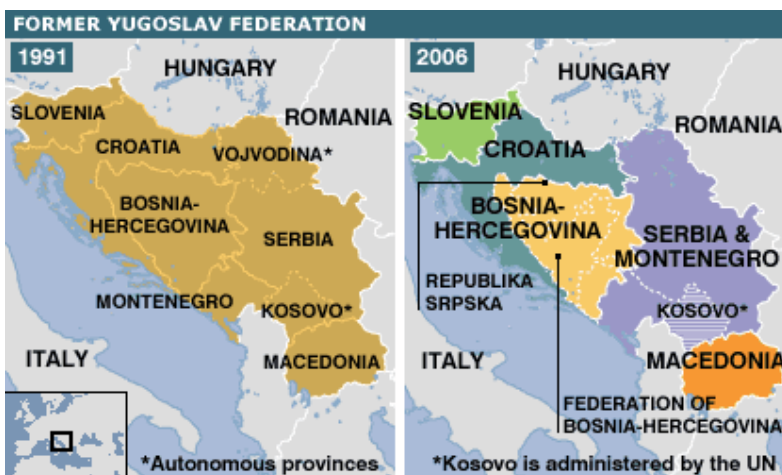 FORMER YUGOSLAV FEDERATION
1991
HUNGARY
SLOVENIA
ROMANIA
CROATIA
VOJVODINA*
BOSNIA-
HERCEGOVINA
SERBIA
MONTENEGRO
KOSOVO*
ITALY
MACEDONIA
*Autonomous provinces
2006
HUNGARY
SLOVENIA
ROMANIA
CROATIA
BOSNIA-
HERCEGOVINA
SERBIA &
MONTENEGRO
REPUBLIKA
SRPSKA
KOSOVO*
ITALY
MACEDONIA
FEDERATION OF
BOSNIA-HERCEGOVINA
*Kosovo is administered by the UN